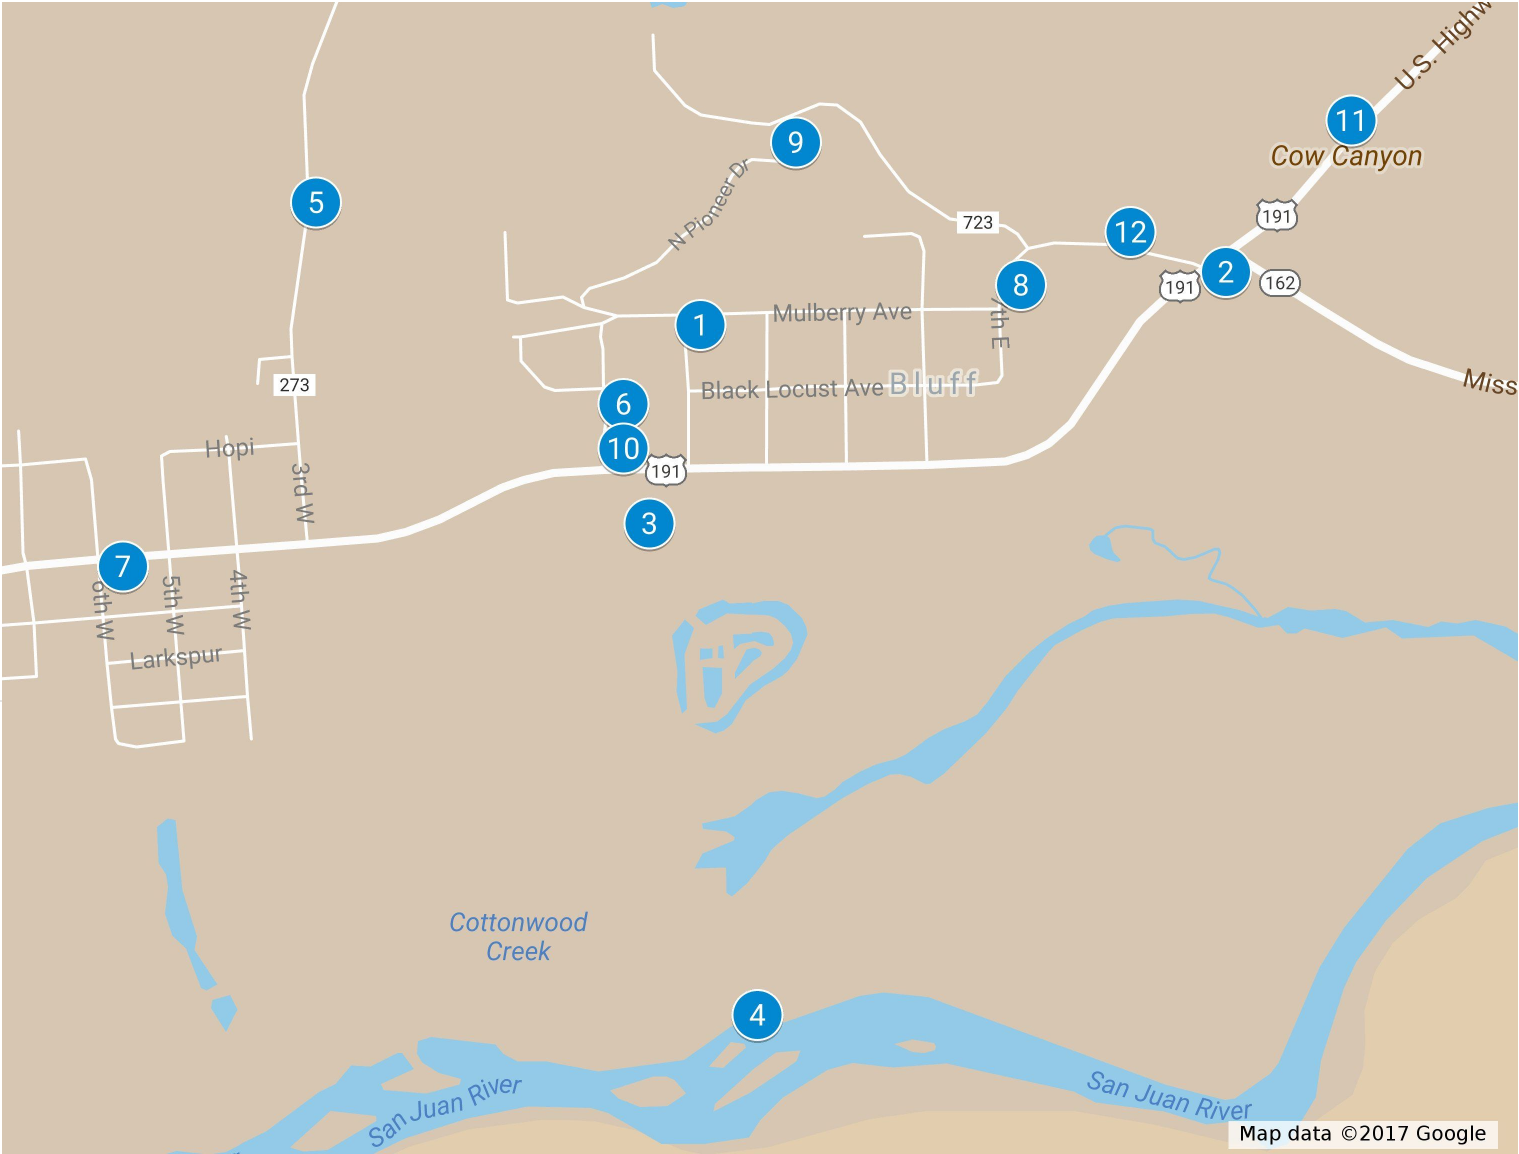 U.S. Highw
11
Cow Canyon
9
N Pioneer Dr
5
191
723
12
2
191
162
8
1
Mulberry Ave
7th E
Miss
273
Black Locust Ave
Bluff
6
Hopi
10
191
3rd W
3
7
6th W
5th W
4th W
Larkspur
Cottonwood
Creek
4
San Juan River
San Juan River
Map data ©2017 Google